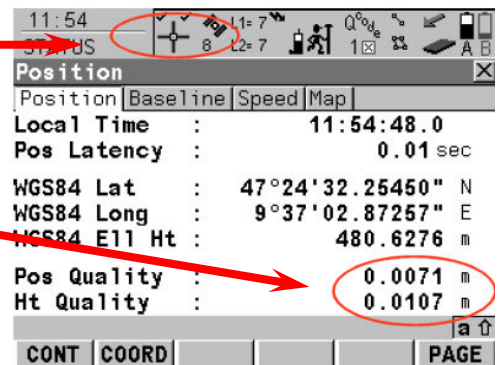 11:54 L1= 7 Qcode
STATUS 8 L2= 7 1 A B
Position X
Position Baseline Speed Map
Local Time : 11:54:48.0
Pos Latency : 0.01 sec
WGS84 Lat : 47°24'32.25450" N
WGS84 Long : 9°37'02.87257" E
WGS84 Ell Ht : 480.6276 m
Pos Quality : 0.0071 m
Ht Quality : 0.0107 m
a ⇧
CONT COORD PAGE